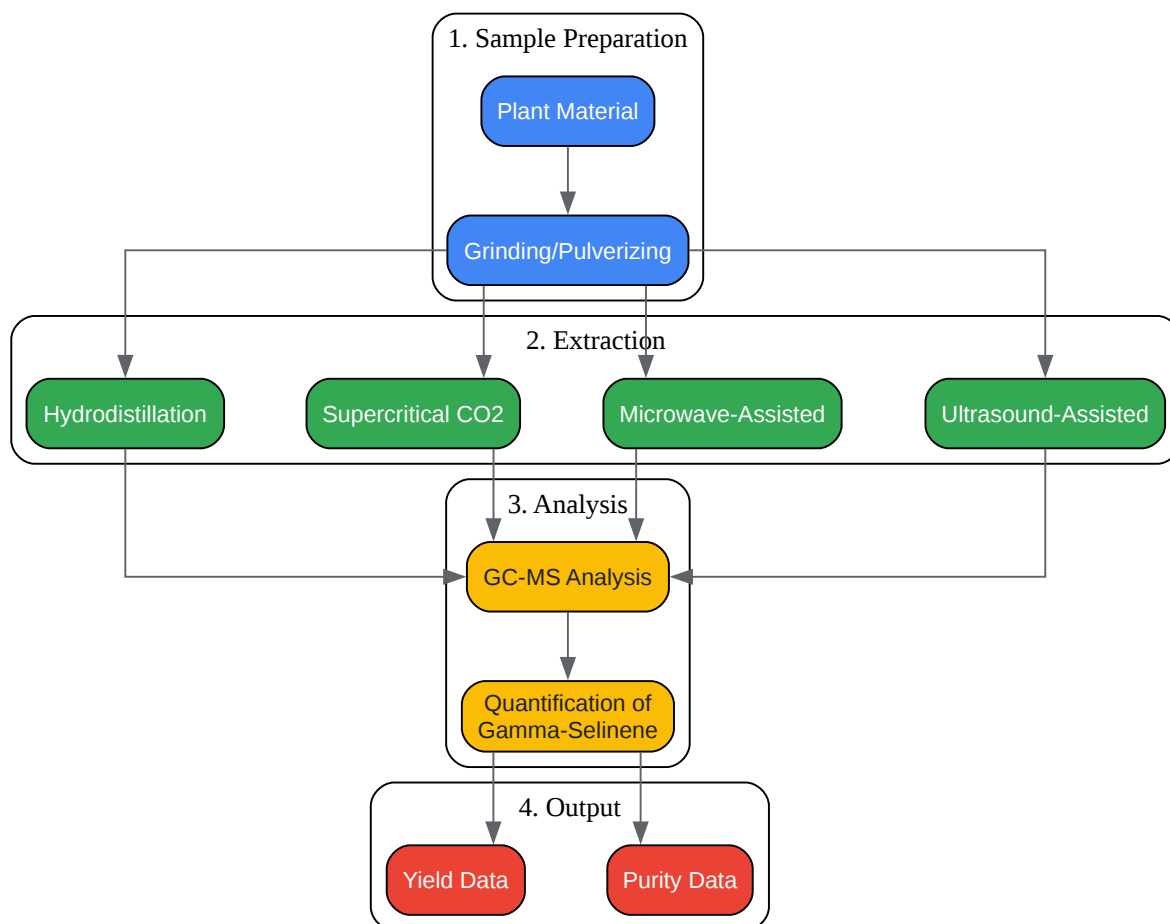 1. Sample Preparation
Plant Material
Grinding/Pulverizing
2. Extraction
Hydrodistillation
Supercritical CO2
Microwave-Assisted
Ultrasound-Assisted
3. Analysis
GC-MS Analysis
Quantification of
Gamma-Selinene
4. Output
Yield Data
Purity Data